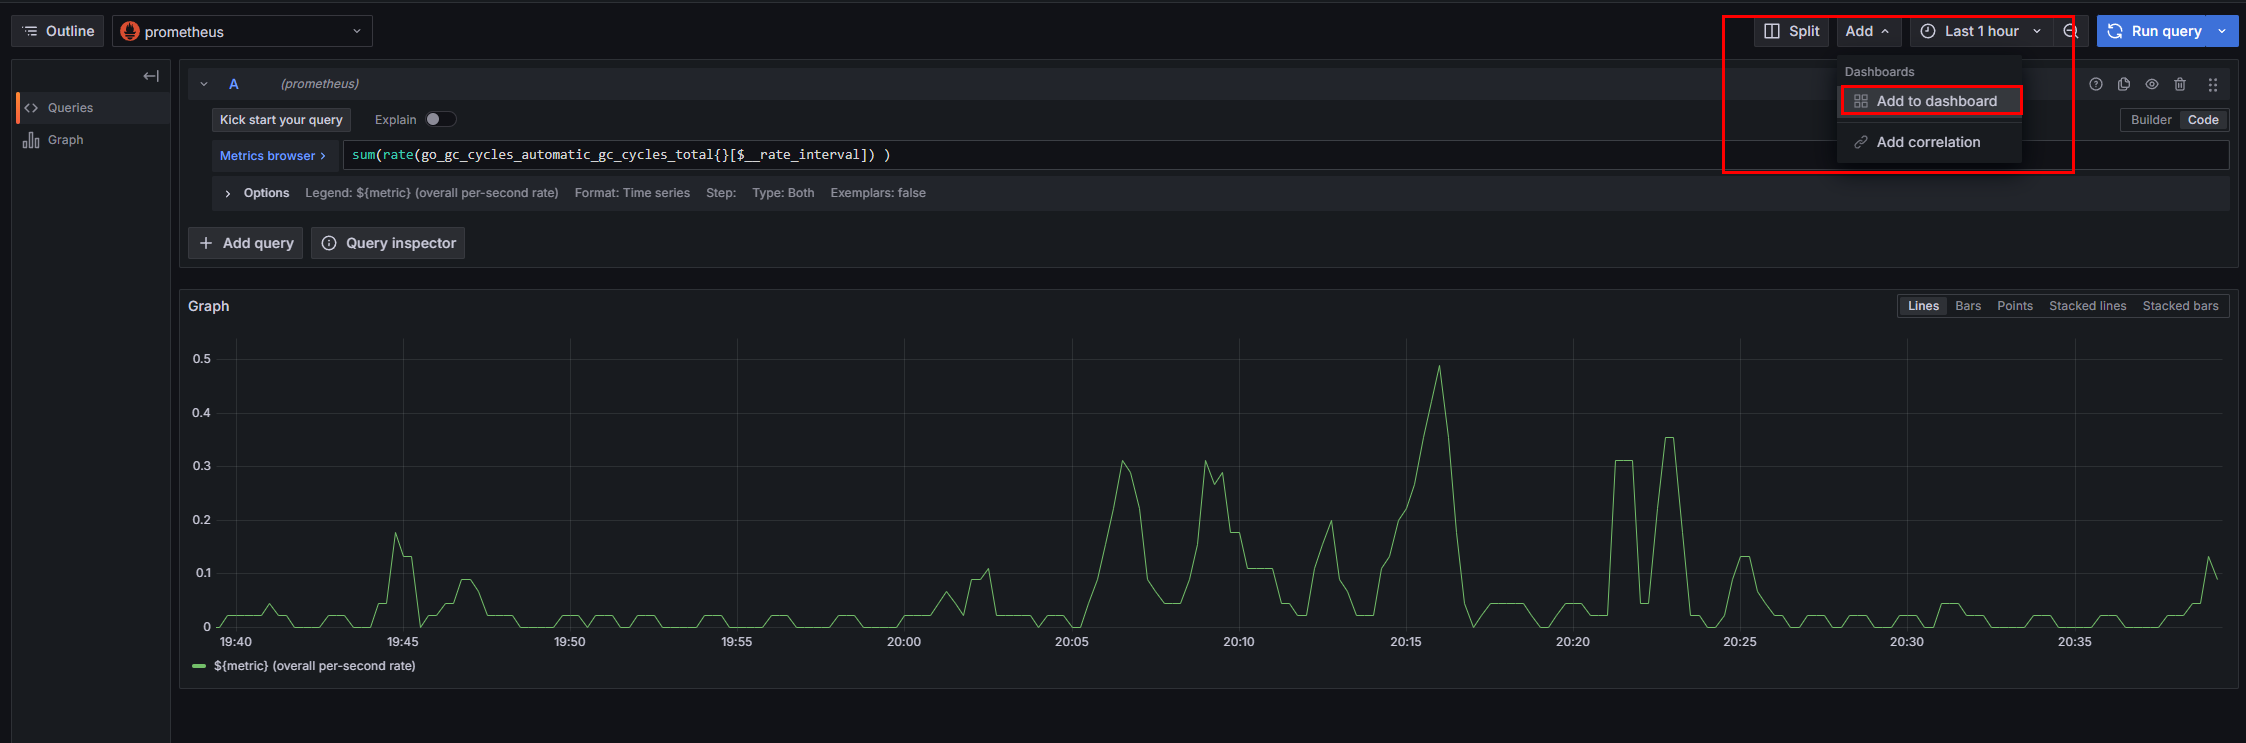 Outline
prometheus
Split
Add
Last 1 hour
Run query
Dashboards
Add to dashboard
Add correlation
Queries
Graph
A
(prometheus)
Kick start your query
Explain
Builder
Code
Metrics browser >
sum(rate(go_gc_cycles_automatic_gc_cycles_total{}[$__rate_interval]) )
Options Legend: ${metric} (overall per-second rate) Format: Time series Step: Type: Both Exemplars: false
+ Add query
Query inspector
Graph
Lines Bars Points Stacked lines Stacked bars
0.5
0.4
0.3
0.2
0.1
0
19:40 19:45 19:50 19:55 20:00 20:05 20:10 20:15 20:20 20:25 20:30 20:35
${metric} (overall per-second rate)